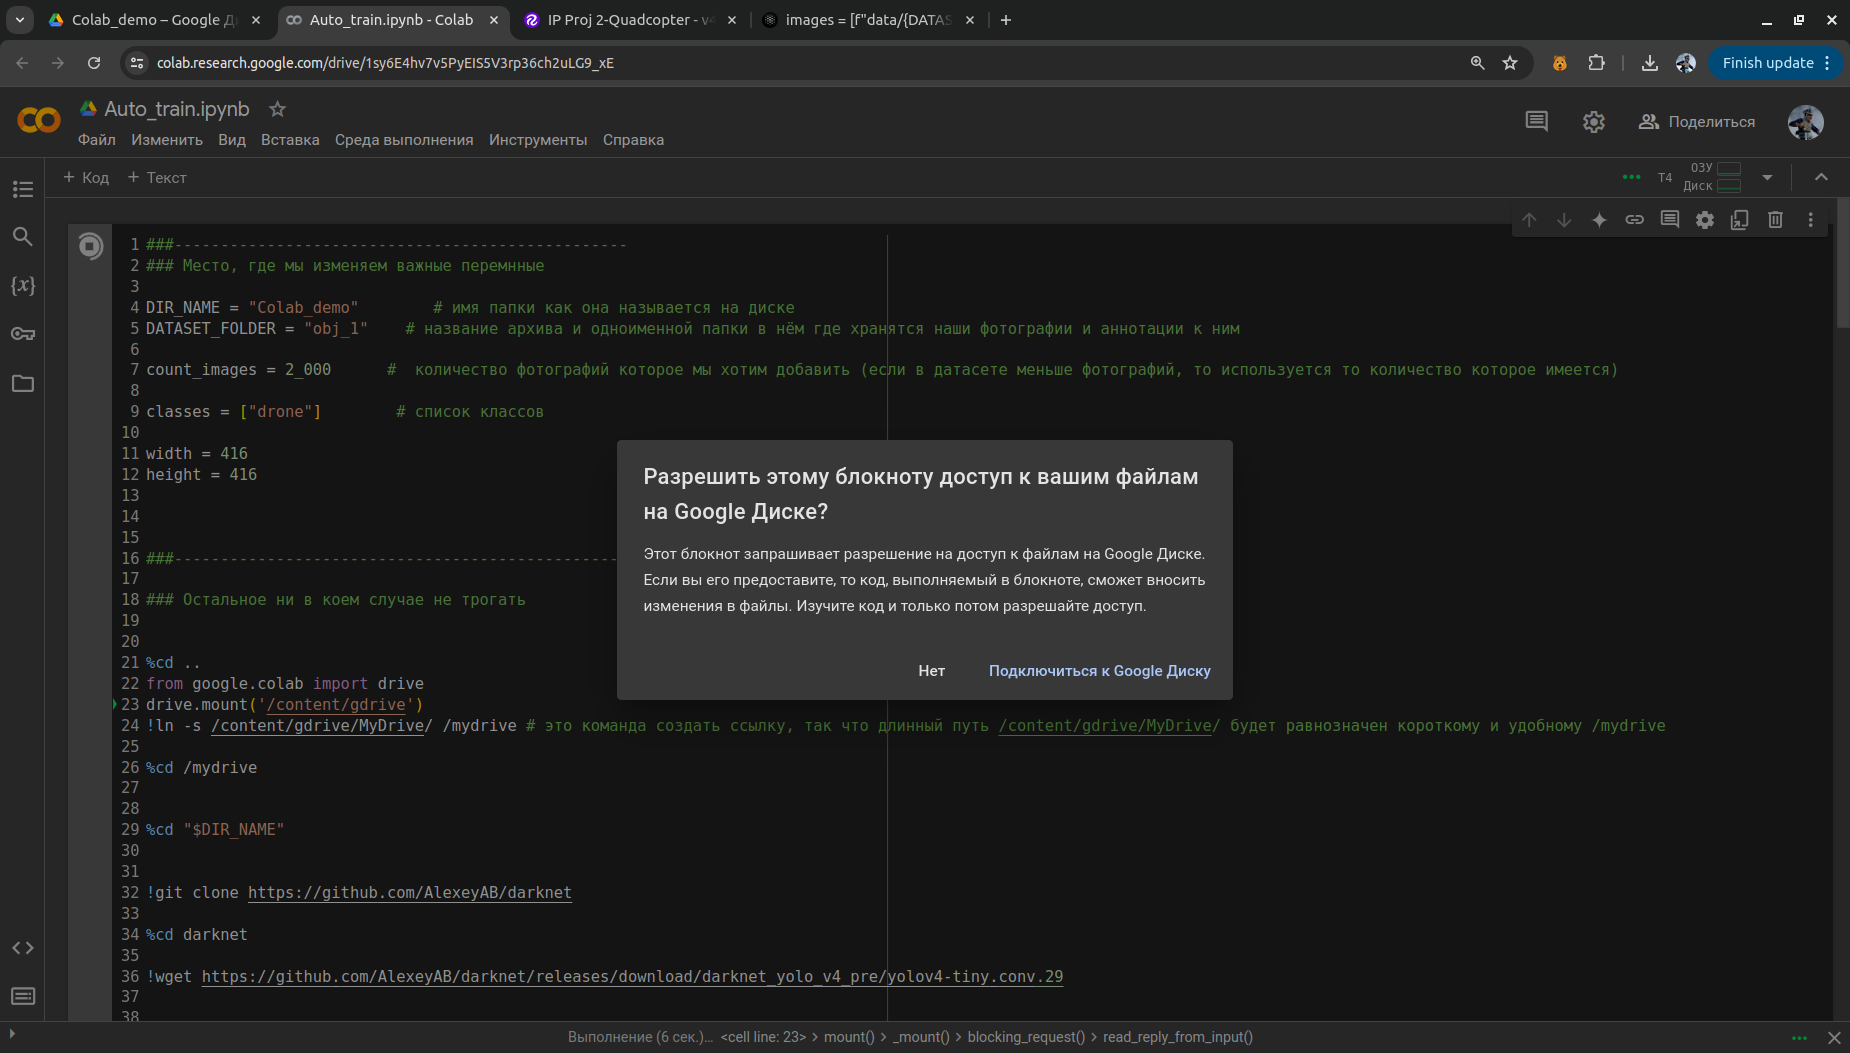 Colab_demo – Google Д
Auto_train.ipynb - Colab
IP Proj 2-Quadcopter - v4
images = [f"data/{DATAS
colab.research.google.com/drive/1sy6E4hv7v5PyEIS5V3rp36ch2uLG9_xE
Finish update
Auto_train.ipynb
Файл Изменить Вид Вставка Среда выполнения Инструменты Справка
Поделиться
+ Код + Текст
T4
ОЗУ
Диск
1 ###-------------------------------------------------
2 ### Место, где мы изменяем важные перемнные
3
4 DIR_NAME = "Colab_demo" # имя папки как она называется на диске
5 DATASET_FOLDER = "obj_1" # название архива и одноименной папки в нём где хранятся наши фотографии и аннотации к ним
6
7 count_images = 2_000 # количество фотографий которое мы хотим добавить (если в датасете меньше фотографий, то используется то количество которое имеется)
8
9 classes = ["drone"] # список классов
10
11 width = 416
12 height = 416
13
14
15
16 ###------------------------------------------------
17
18 ### Остальное ни в коем случае не трогать
19
20
21 %cd ..
22 from google.colab import drive
23 drive.mount('/content/gdrive')
24 !ln -s /content/gdrive/MyDrive/ /mydrive # это команда создать ссылку, так что длинный путь /content/gdrive/MyDrive/ будет равнозначен короткому и удобному /mydrive
25
26 %cd /mydrive
27
28
29 %cd "$DIR_NAME"
30
31
32 !git clone https://github.com/AlexeyAB/darknet
33
34 %cd darknet
35
36 !wget https://github.com/AlexeyAB/darknet/releases/download/darknet_yolo_v4_pre/yolov4-tiny.conv.29
37
38
Разрешить этому блокноту доступ к вашим файлам
на Google Диске?
Этот блокнот запрашивает разрешение на доступ к файлам на Google Диске.
Если вы его предоставите, то код, выполняемый в блокноте, сможет вносить
изменения в файлы. Изучите код и только потом разрешайте доступ.
Нет
Подключиться к Google Диску
Выполнение (6 сек.)... <cell line: 23> > mount() > _mount() > blocking_request() > read_reply_from_input()